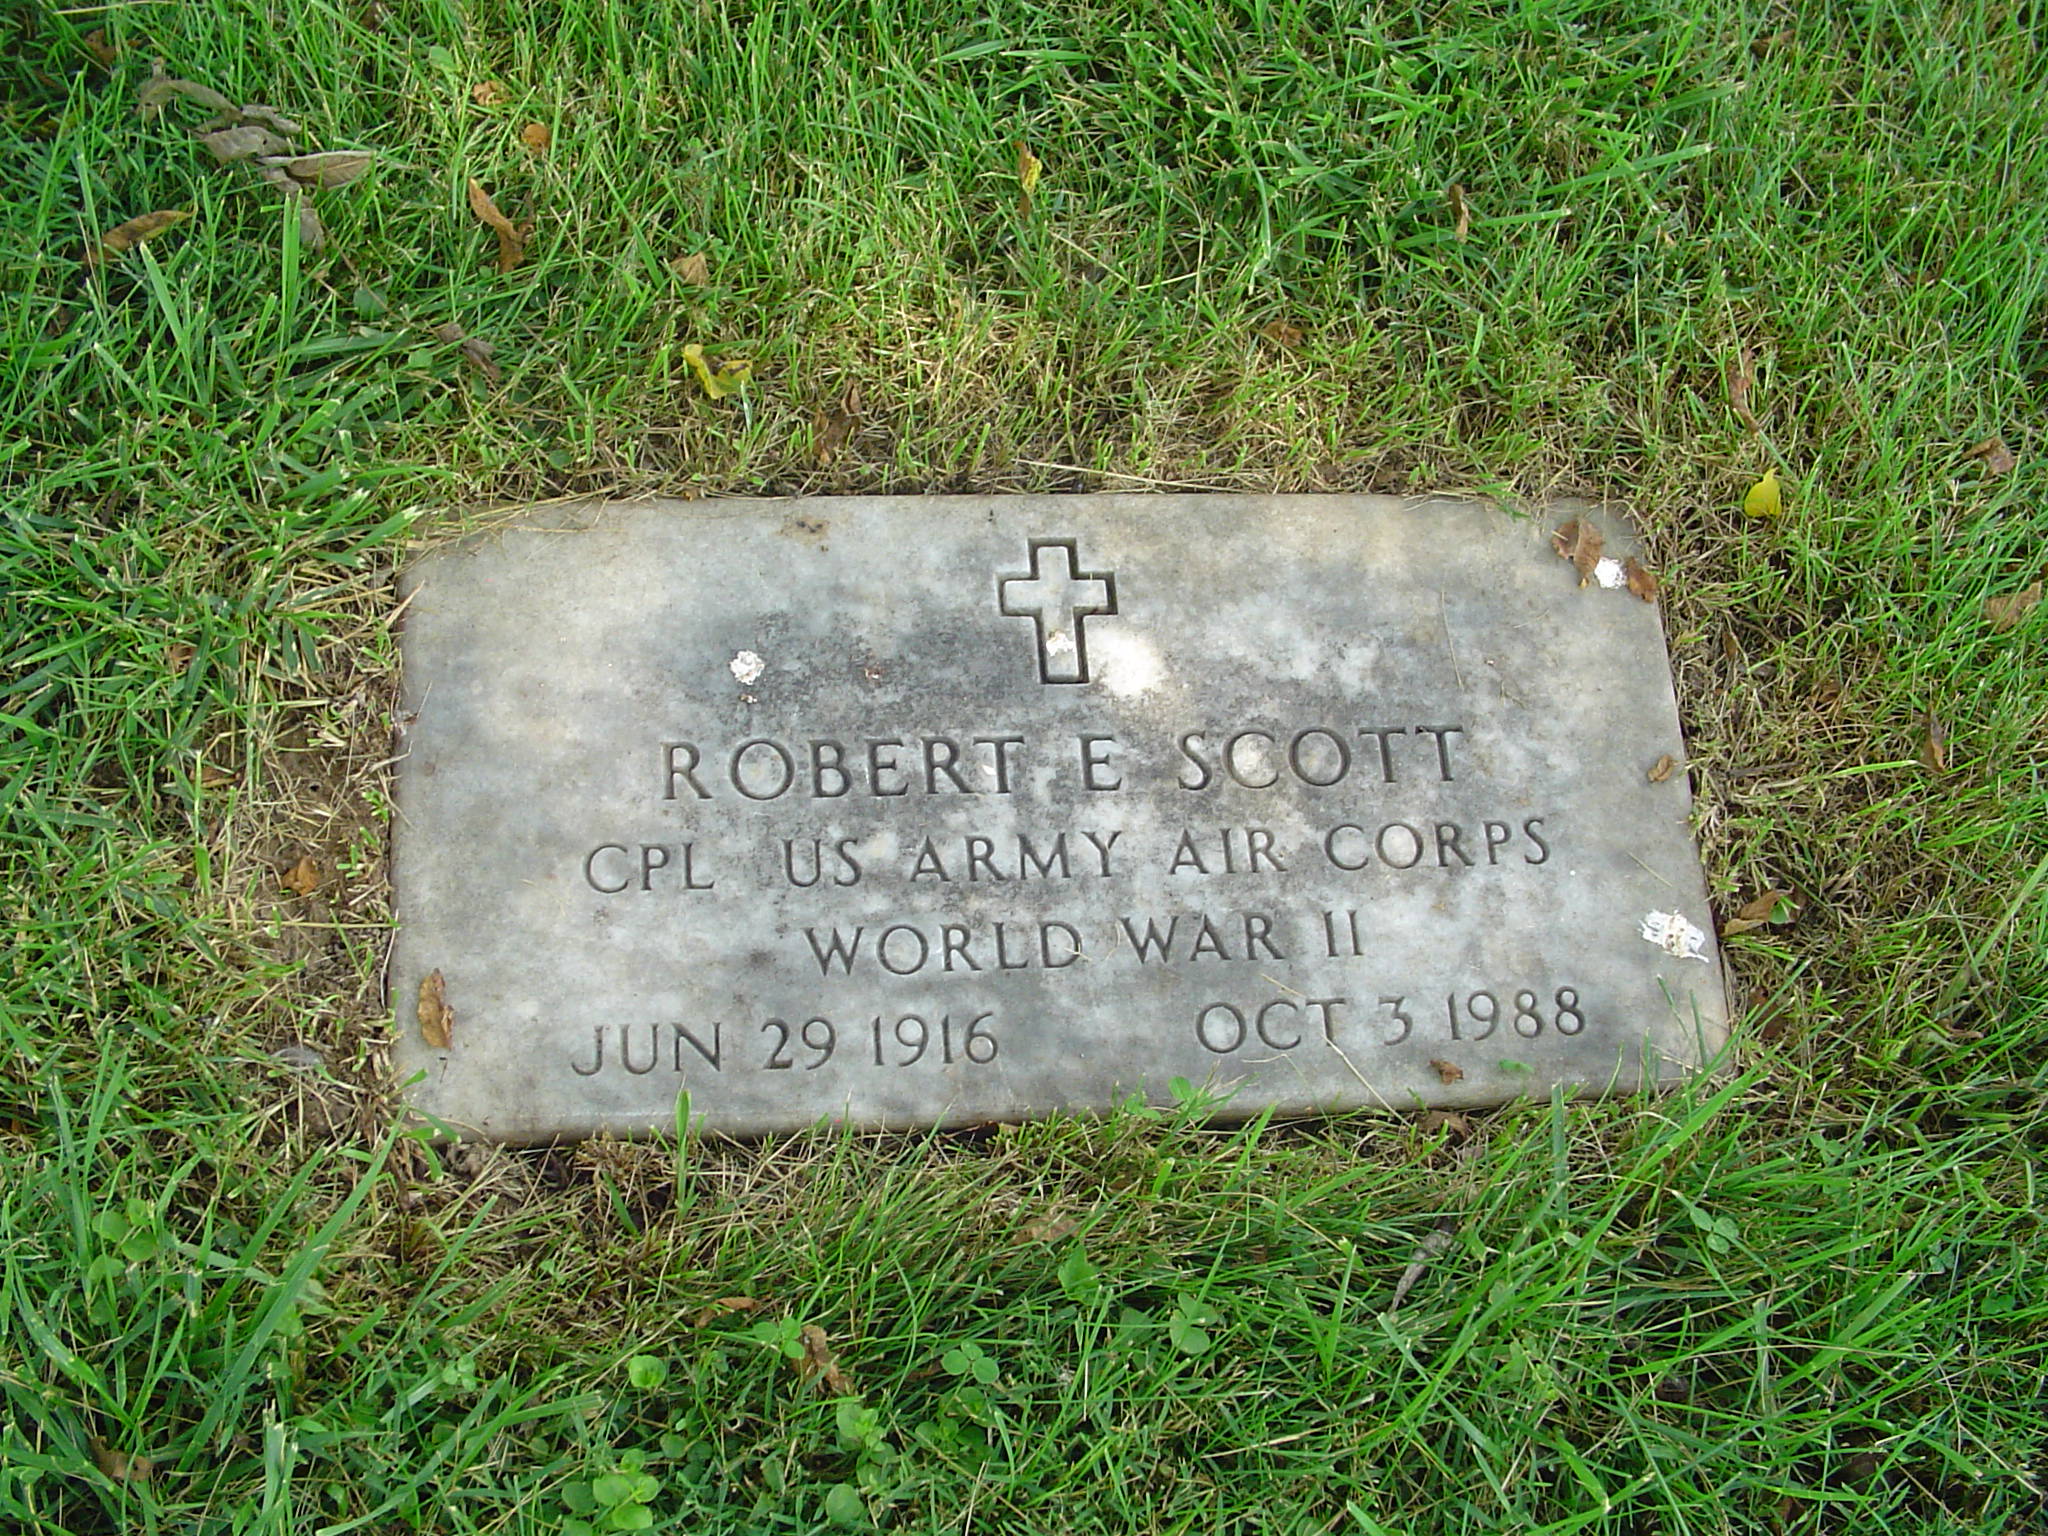 ROBERT E SCOTT
CPL US ARMY AIR CORPS
WORLD WAR II
JUN 29 1916 OCT 3 1988